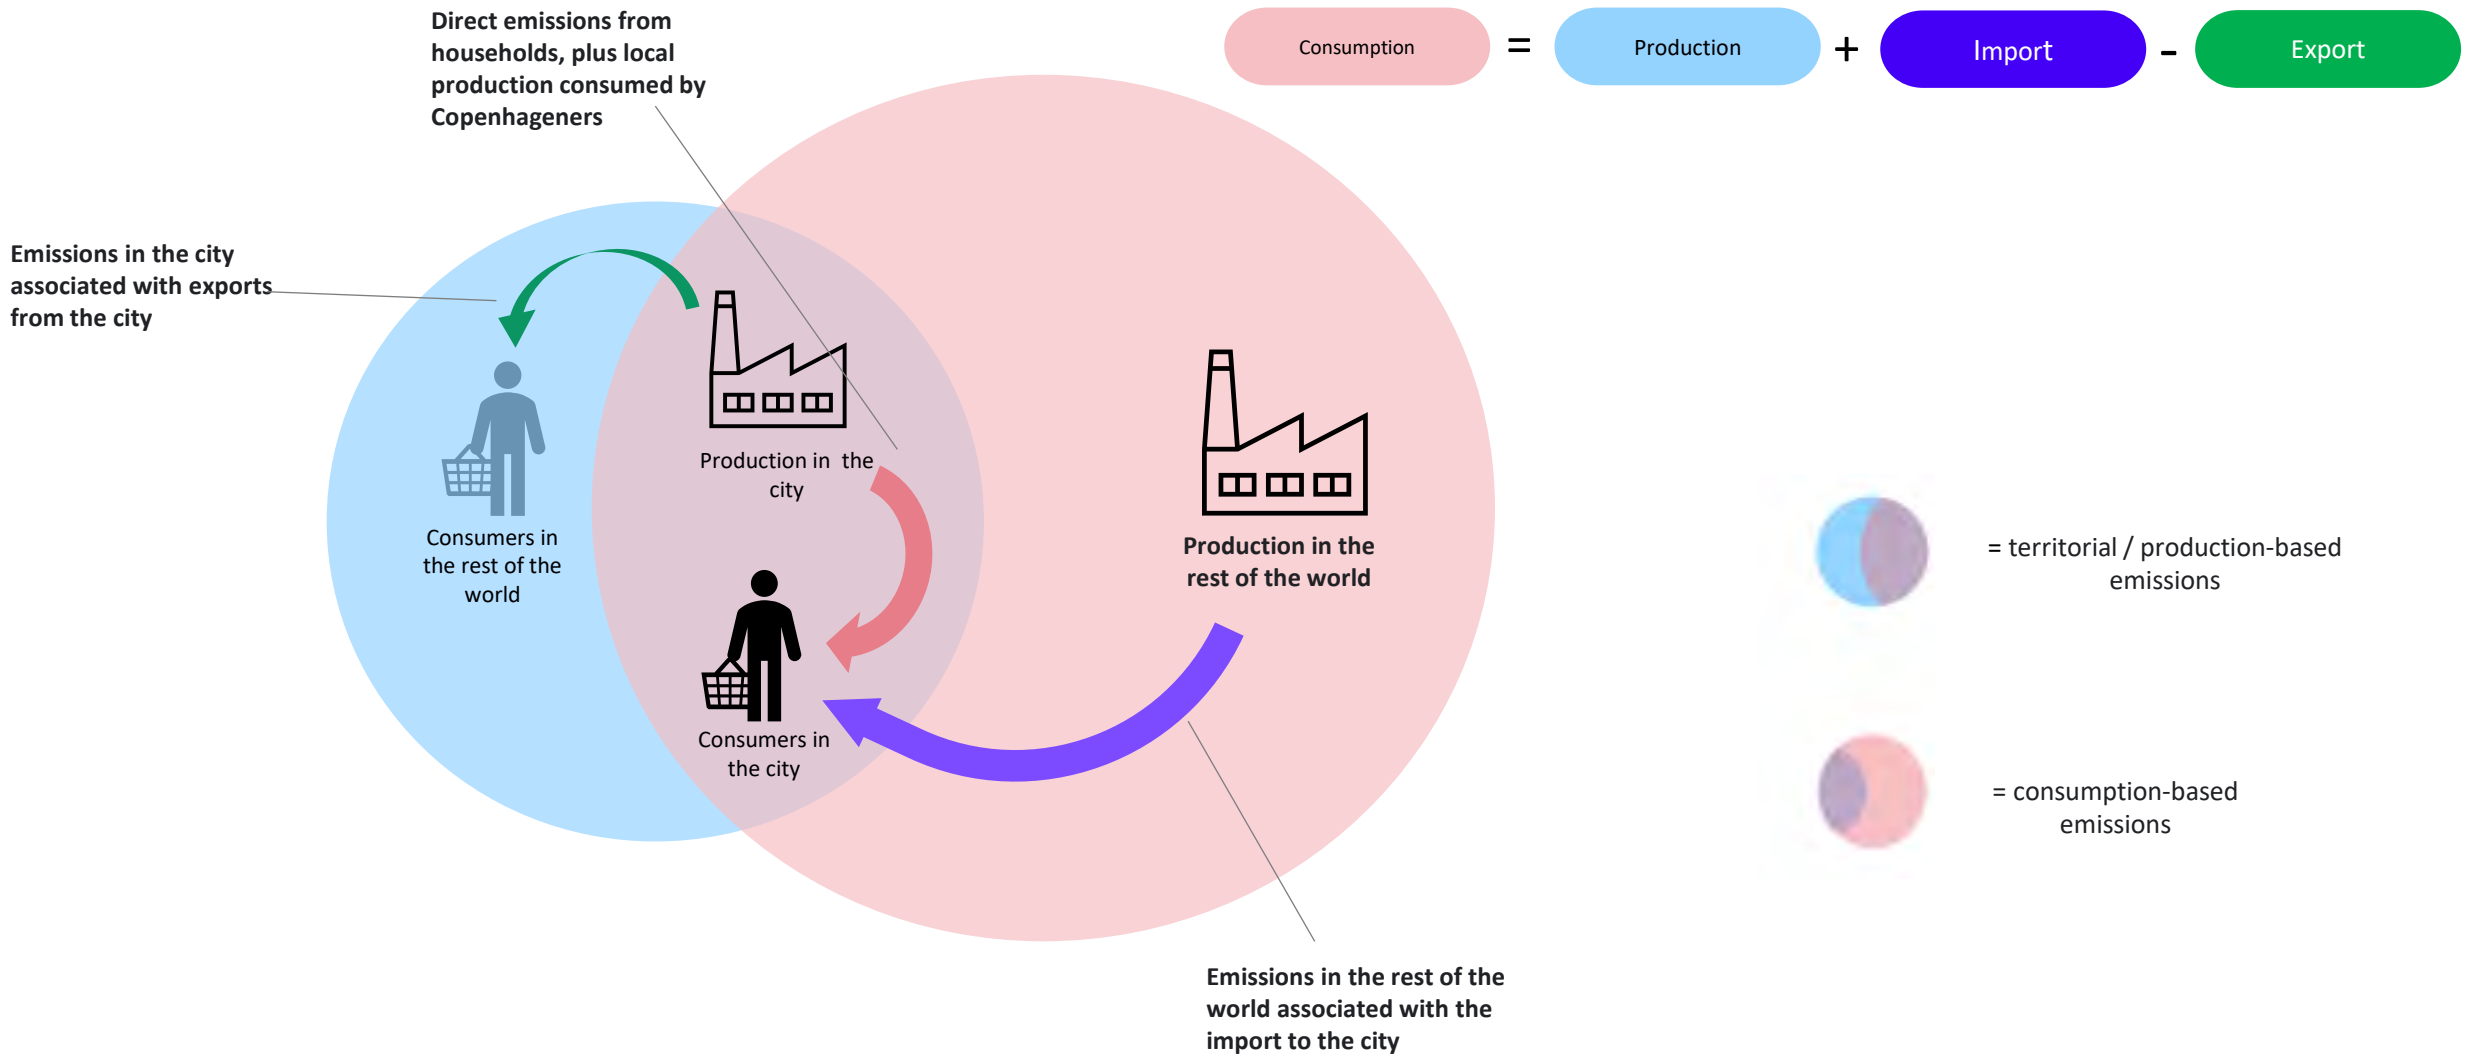 Direct emissions from
households, plus local
production consumed by
Copenhageners
Consumption = Production + Import - Export
Emissions in the city
associated with exports
from the city
Production in the
city
Consumers in
the rest of the
world
Production in the
rest of the world
= territorial / production-based
emissions
Consumers in
the city
= consumption-based
emissions
Emissions in the rest of the
world associated with the
import to the city